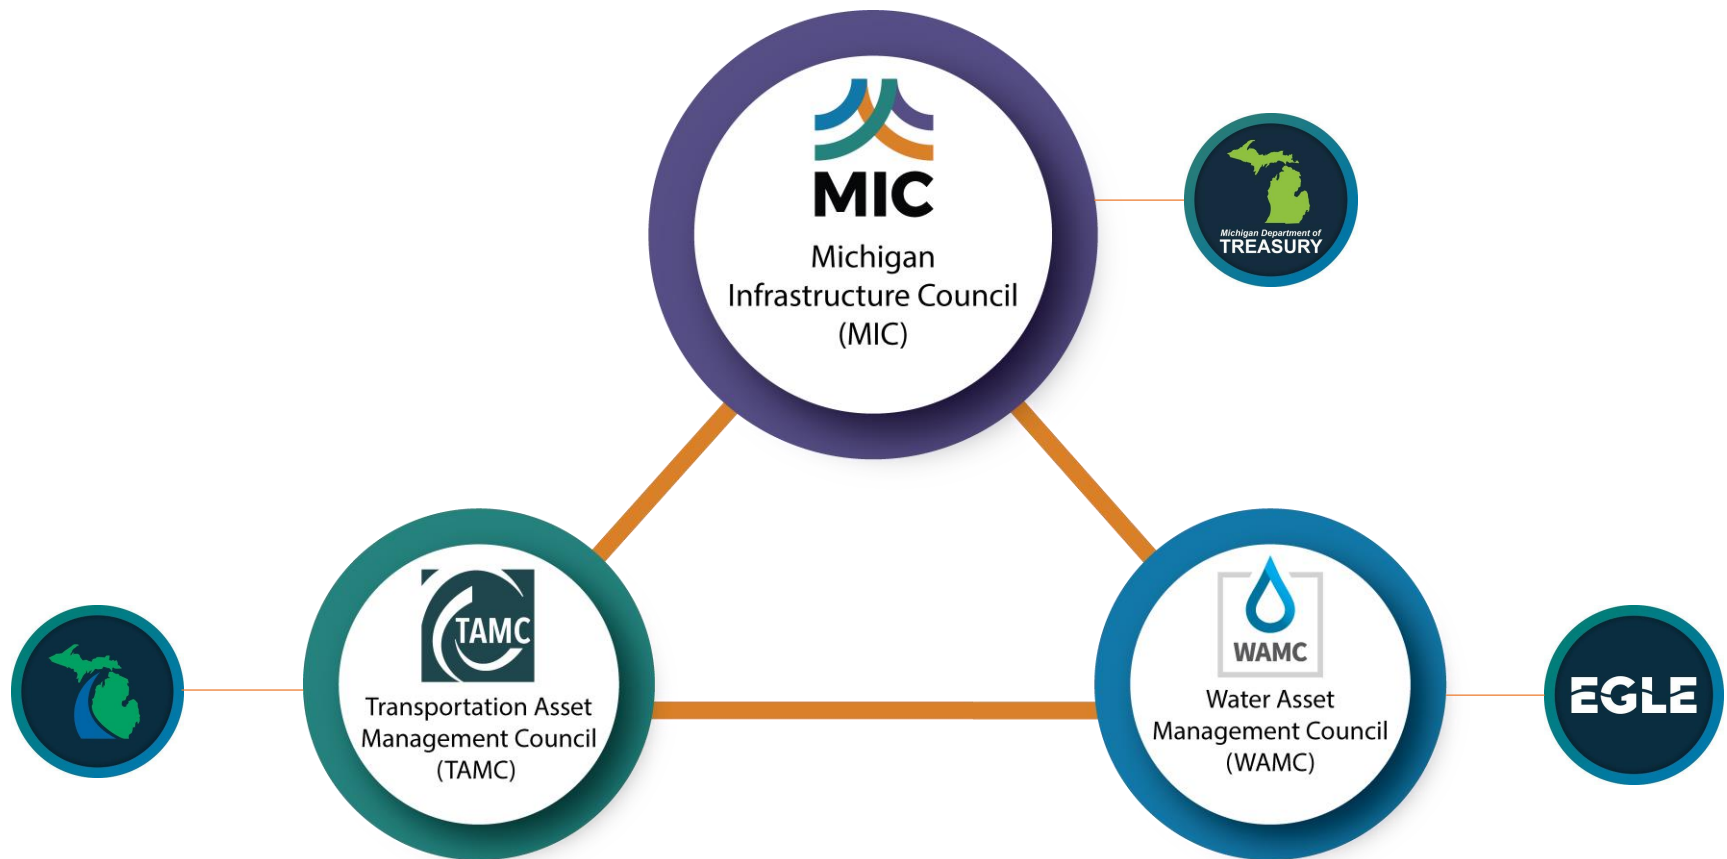 MIC
Michigan
Infrastructure Council
(MIC)
Michigan Department of
TREASURY
TAMC
Transportation Asset
Management Council
(TAMC)
WAMC
Water Asset
Management Council
(WAMC)
EGLE